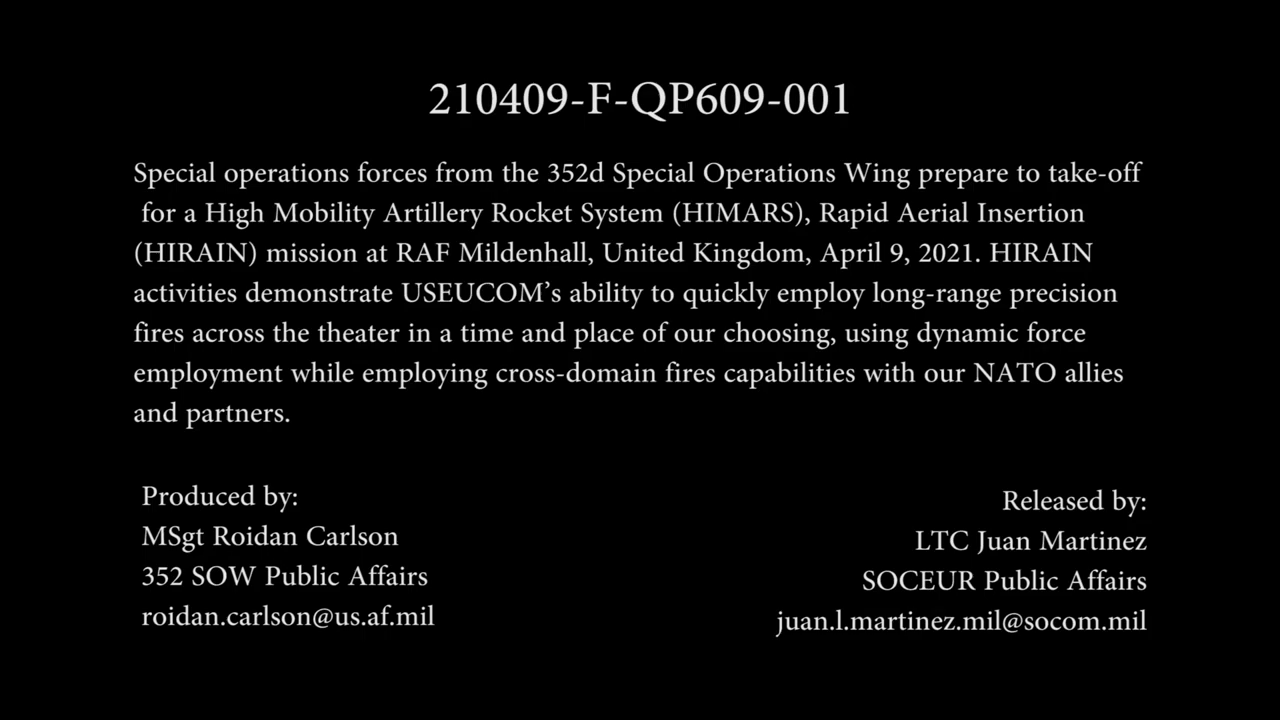 210409-F-QP609-001
Special operations forces from the 352d Special Operations Wing prepare to take-off
for a High Mobility Artillery Rocket System (HIMARS), Rapid Aerial Insertion
(HIRAIN) mission at RAF Mildenhall, United Kingdom, April 9, 2021. HIRAIN
activities demonstrate USEUCOM’s ability to quickly employ long-range precision
fires across the theater in a time and place of our choosing, using dynamic force
employment while employing cross-domain fires capabilities with our NATO allies
and partners.
Produced by:
MSgt Roidan Carlson
352 SOW Public Affairs
roidan.carlson@us.af.mil
Released by:
LTC Juan Martinez
SOCEUR Public Affairs
juan.l.martinez.mil@socom.mil